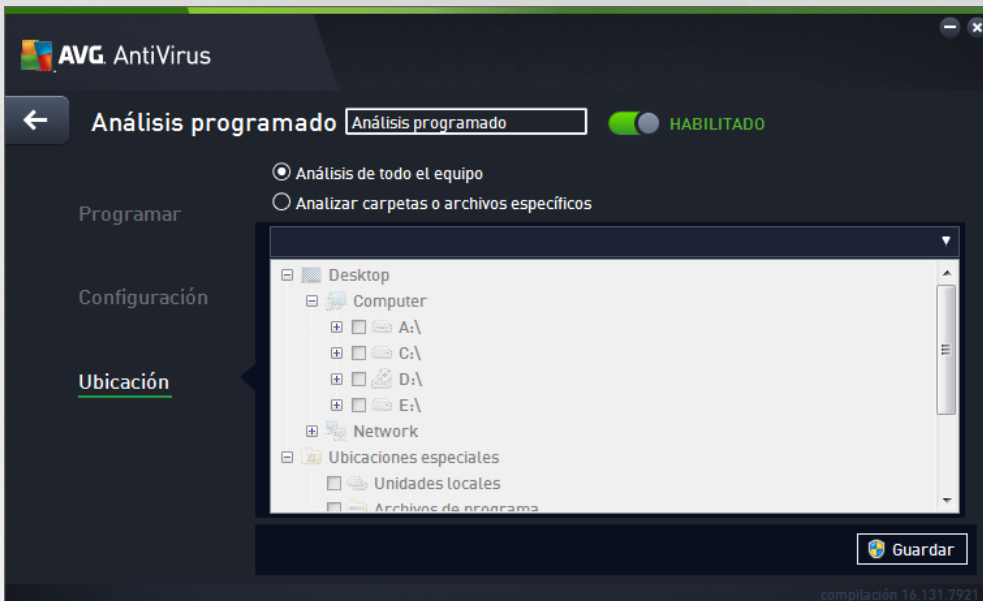 AVG. AntiVirus
Análisis programado
Análisis programado
HABILITADO
Análisis de todo el equipo
Analizar carpetas o archivos específicos
Programar
Configuración
Ubicación
Desktop
Computer
A:\
C:\
D:\
E:\
Network
Ubicaciones especiales
Unidades locales
Archivos de programa
Guardar
compilación 16.131.7921